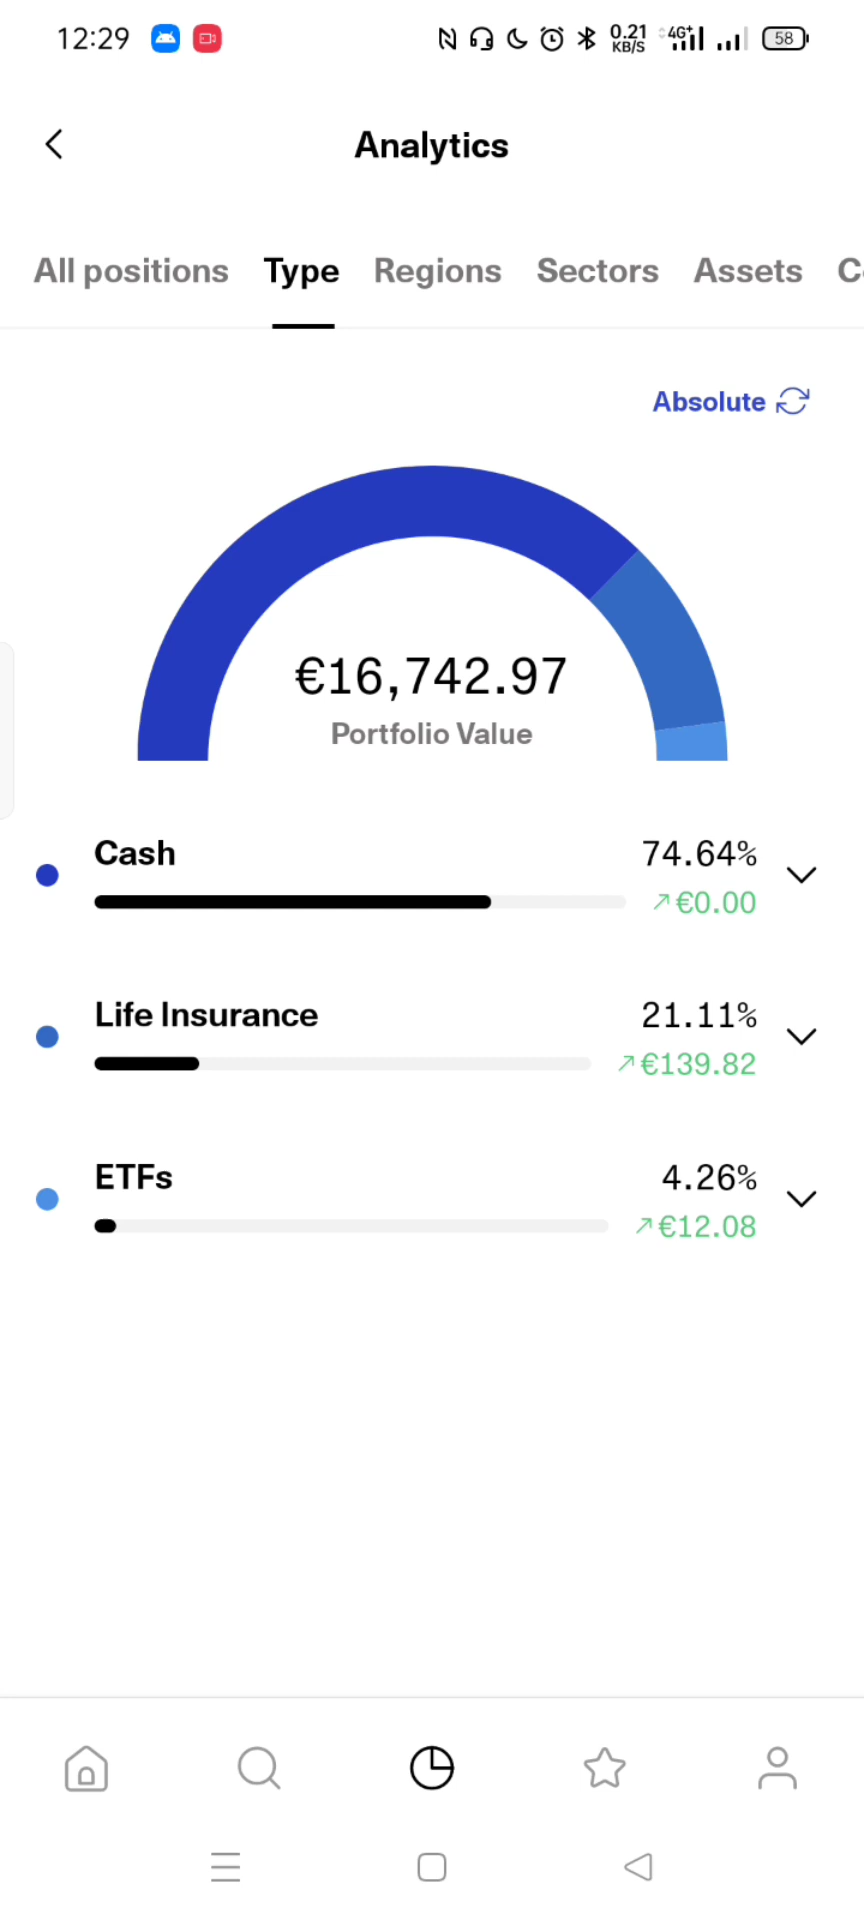 12:29 0.21 KB/S 4G+ 58
Analytics
All positions Type Regions Sectors Assets
Absolute
€16,742.97
Portfolio Value
Cash 74.64%
€0.00
Life Insurance 21.11%
€139.82
ETFs 4.26%
€12.08